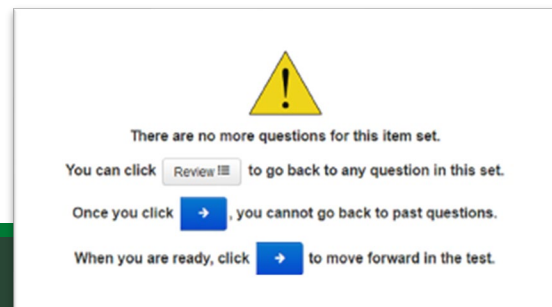 There are no more questions for this item set.
You can click Review to go back to any question in this set.
Once you click , you cannot go back to past questions.
When you are ready, click to move forward in the test.